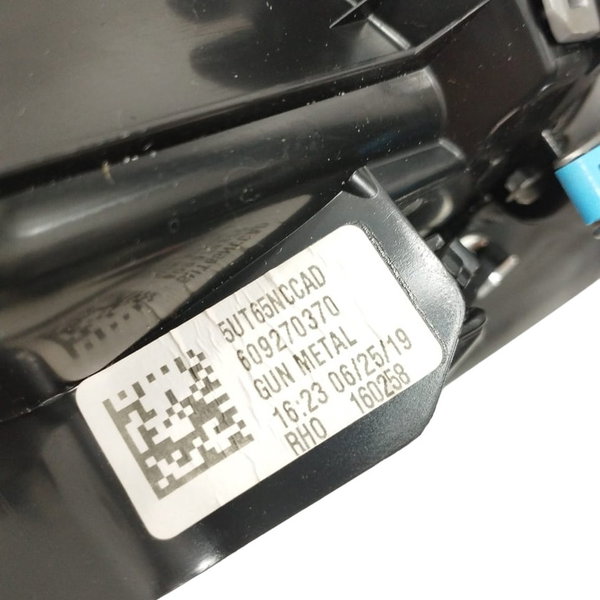 5UT65NCCAD
609270370
GUN METAL
16:23 06/25/19
RHO 160258